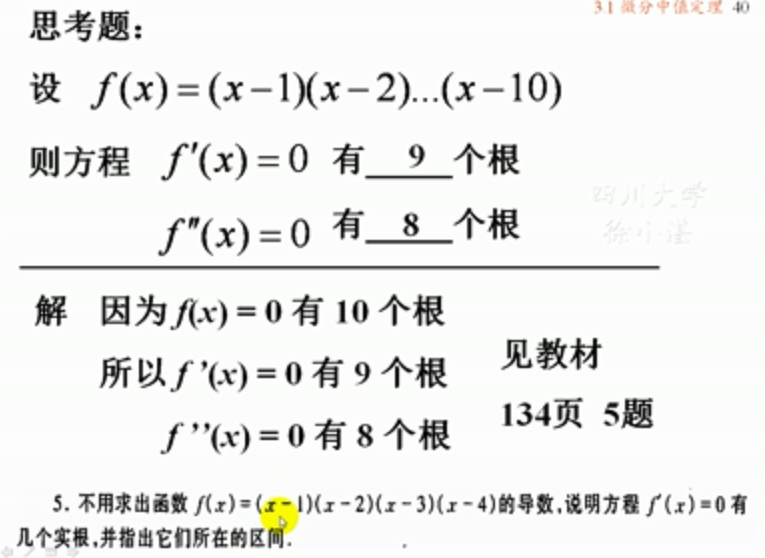 3.1 微分中值定理 40
思考题:
设 f(x)=(x−1)(x−2)...(x−10)
则方程 f′(x)=0 有 9 个根
f″(x)=0 有 8 个根
四川大学
徐小湛
解 因为 f(x) = 0 有 10 个根
所以 f ’(x) = 0 有 9 个根
f ’’(x) = 0 有 8 个根
见教材
134页 5题
5. 不用求出函数 f(x)=(x−1)(x−2)(x−3)(x−4)的导数,说明方程 f′(x)=0 有
几个实根,并指出它们所在的区间.